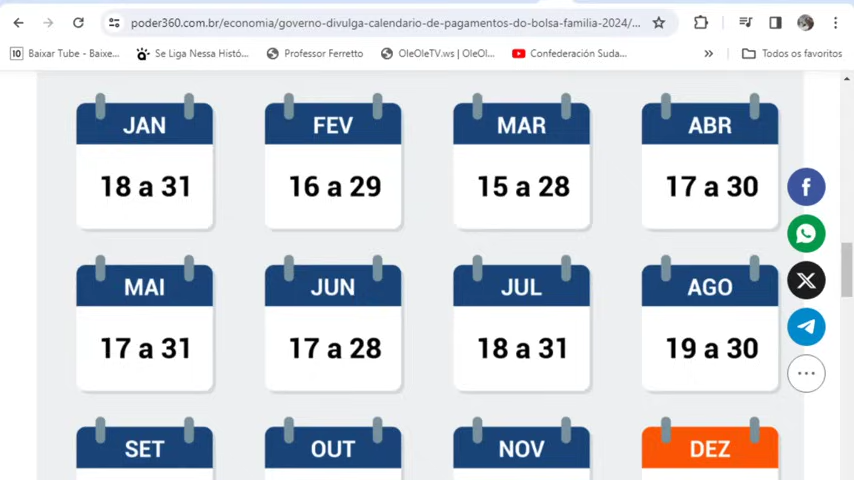 poder360.com.br/economia/governo-divulga-calendario-de-pagamentos-do-bolsa-familia-2024/...
10 Baixar Tube - Baixe... Se Liga Nessa Histó... Professor Ferretto OleOleTV.ws | OleOl... Confederación Suda... » Todos os favoritos
JAN FEV MAR ABR
18 a 31 16 a 29 15 a 28 17 a 30
MAI JUN JUL AGO
17 a 31 17 a 28 18 a 31 19 a 30
SET OUT NOV DEZ